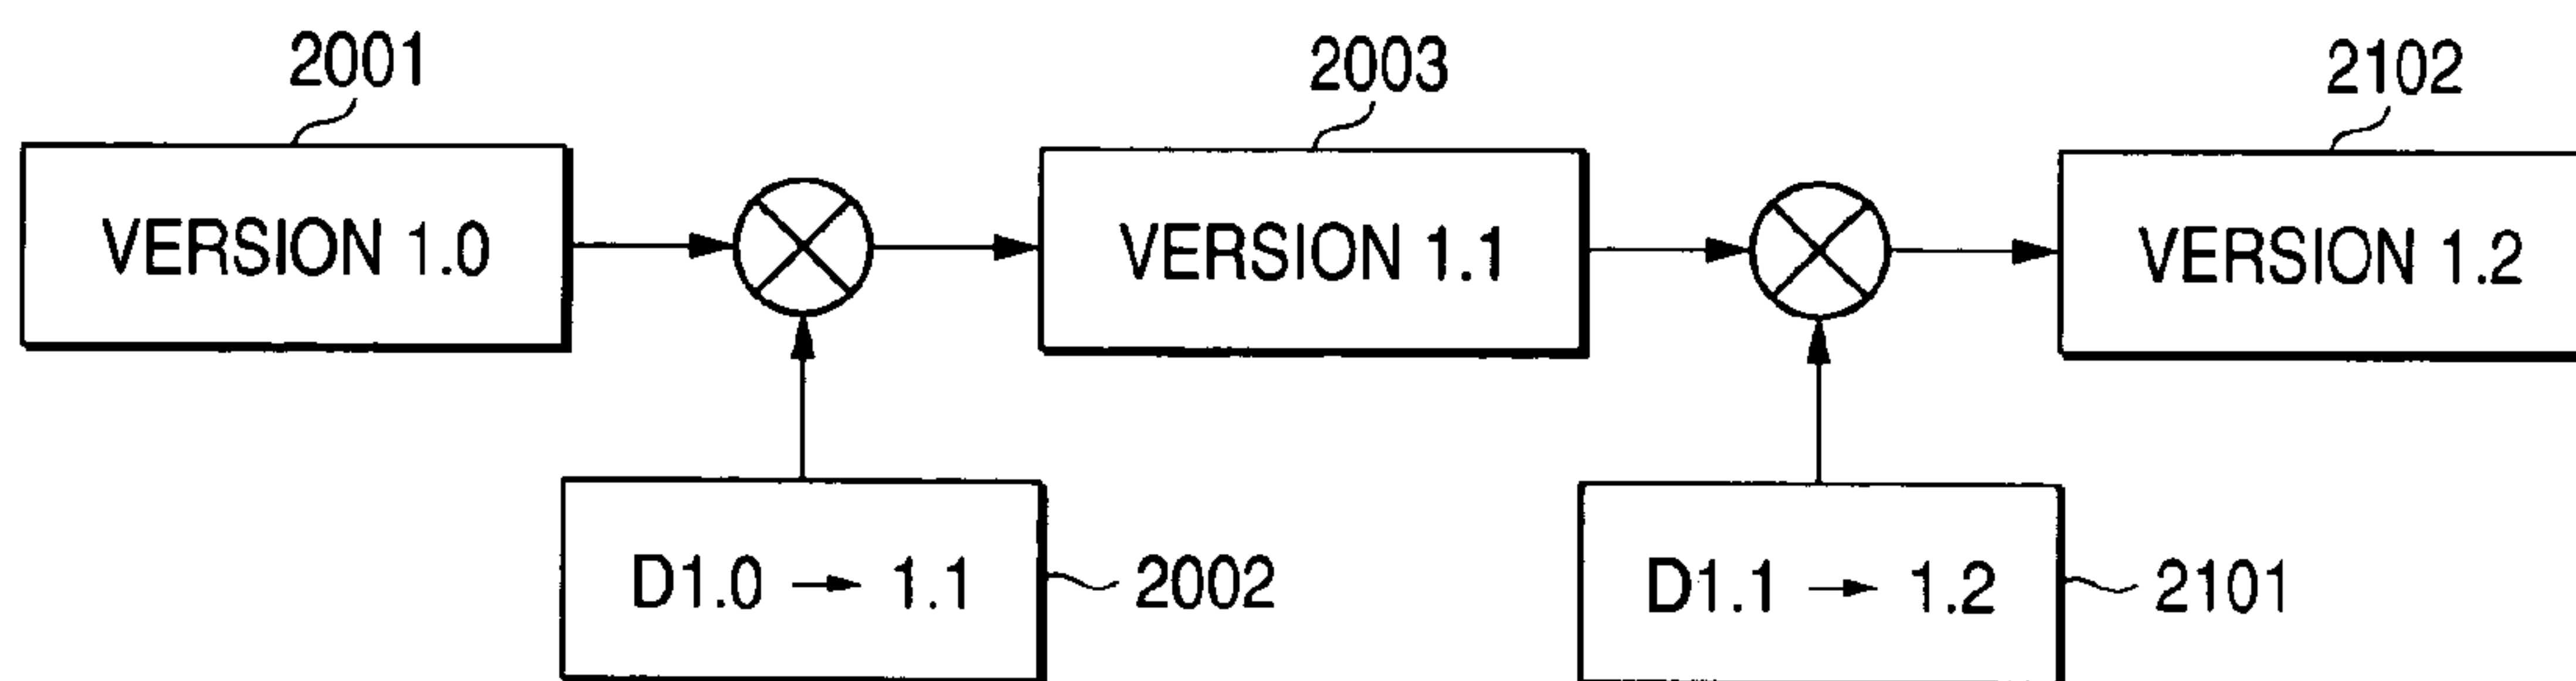 2001
2003
2102
VERSION 1.0
VERSION 1.1
VERSION 1.2
D1.0 → 1.1
2002
D1.1 → 1.2
2101